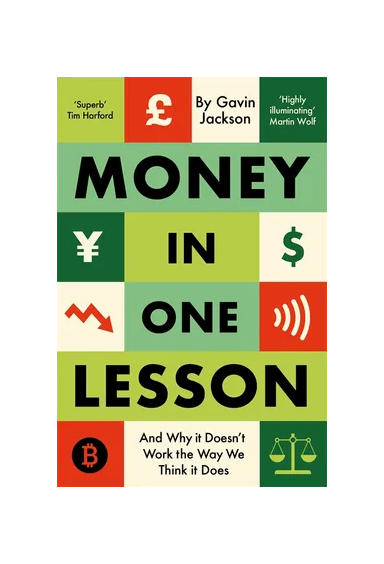 ‘Superb’
Tim Harford
£
By Gavin
Jackson
‘Highly
illuminating’
Martin Wolf
MONEY
¥
IN
$
ONE
LESSON
And Why it Doesn’t
Work the Way We
Think it Does